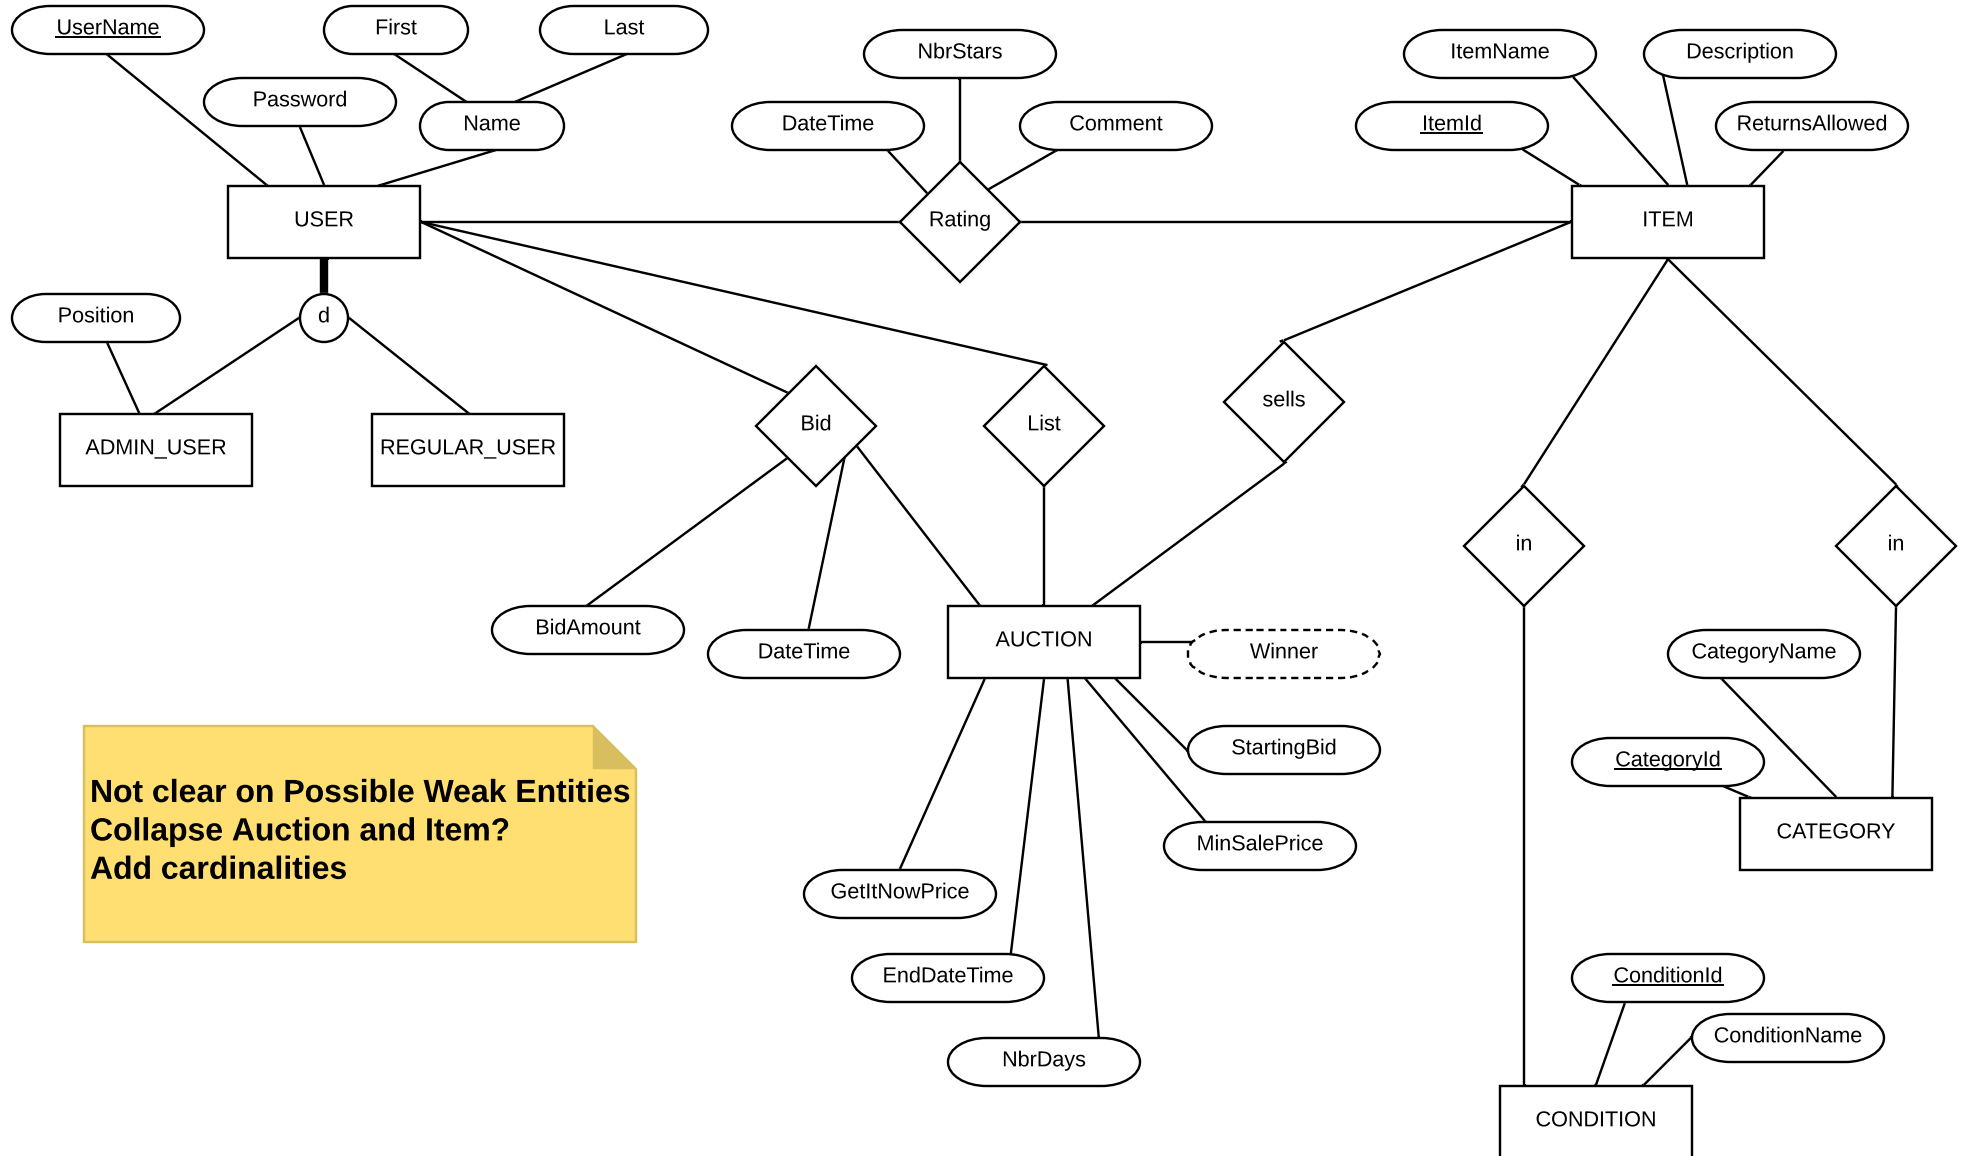 UserName
First
Last
Password
Name
NbrStars
DateTime
Comment
ItemName
Description
ItemId
ReturnsAllowed
USER
Rating
ITEM
Position
d
ADMIN_USER
REGULAR_USER
Bid
List
sells
in
in
BidAmount
DateTime
AUCTION
Winner
CategoryName
StartingBid
CategoryId
MinSalePrice
CATEGORY
Not clear on Possible Weak Entities
Collapse Auction and Item?
Add cardinalities
GetItNowPrice
EndDateTime
ConditionId
NbrDays
ConditionName
CONDITION